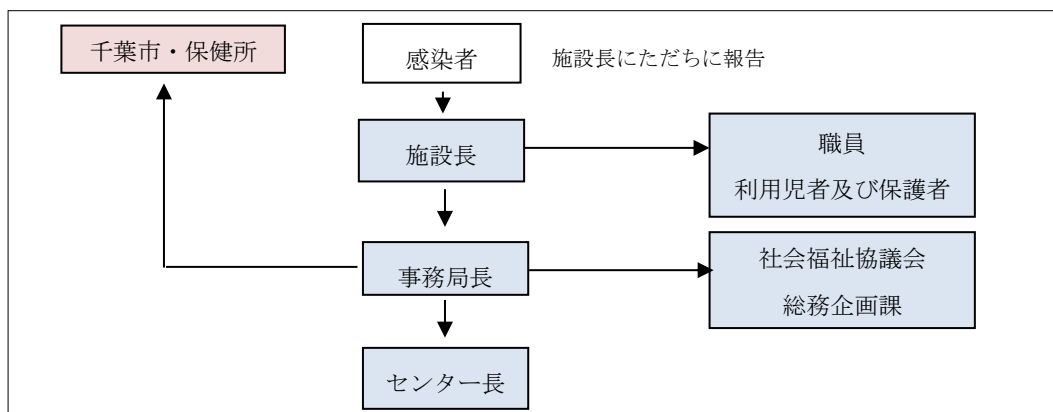 千葉市・保健所
感染者
施設長にただちに報告
施設長
職員
利用児者及び保護者
事務局長
社会福祉協議会
総務企画課
センター長